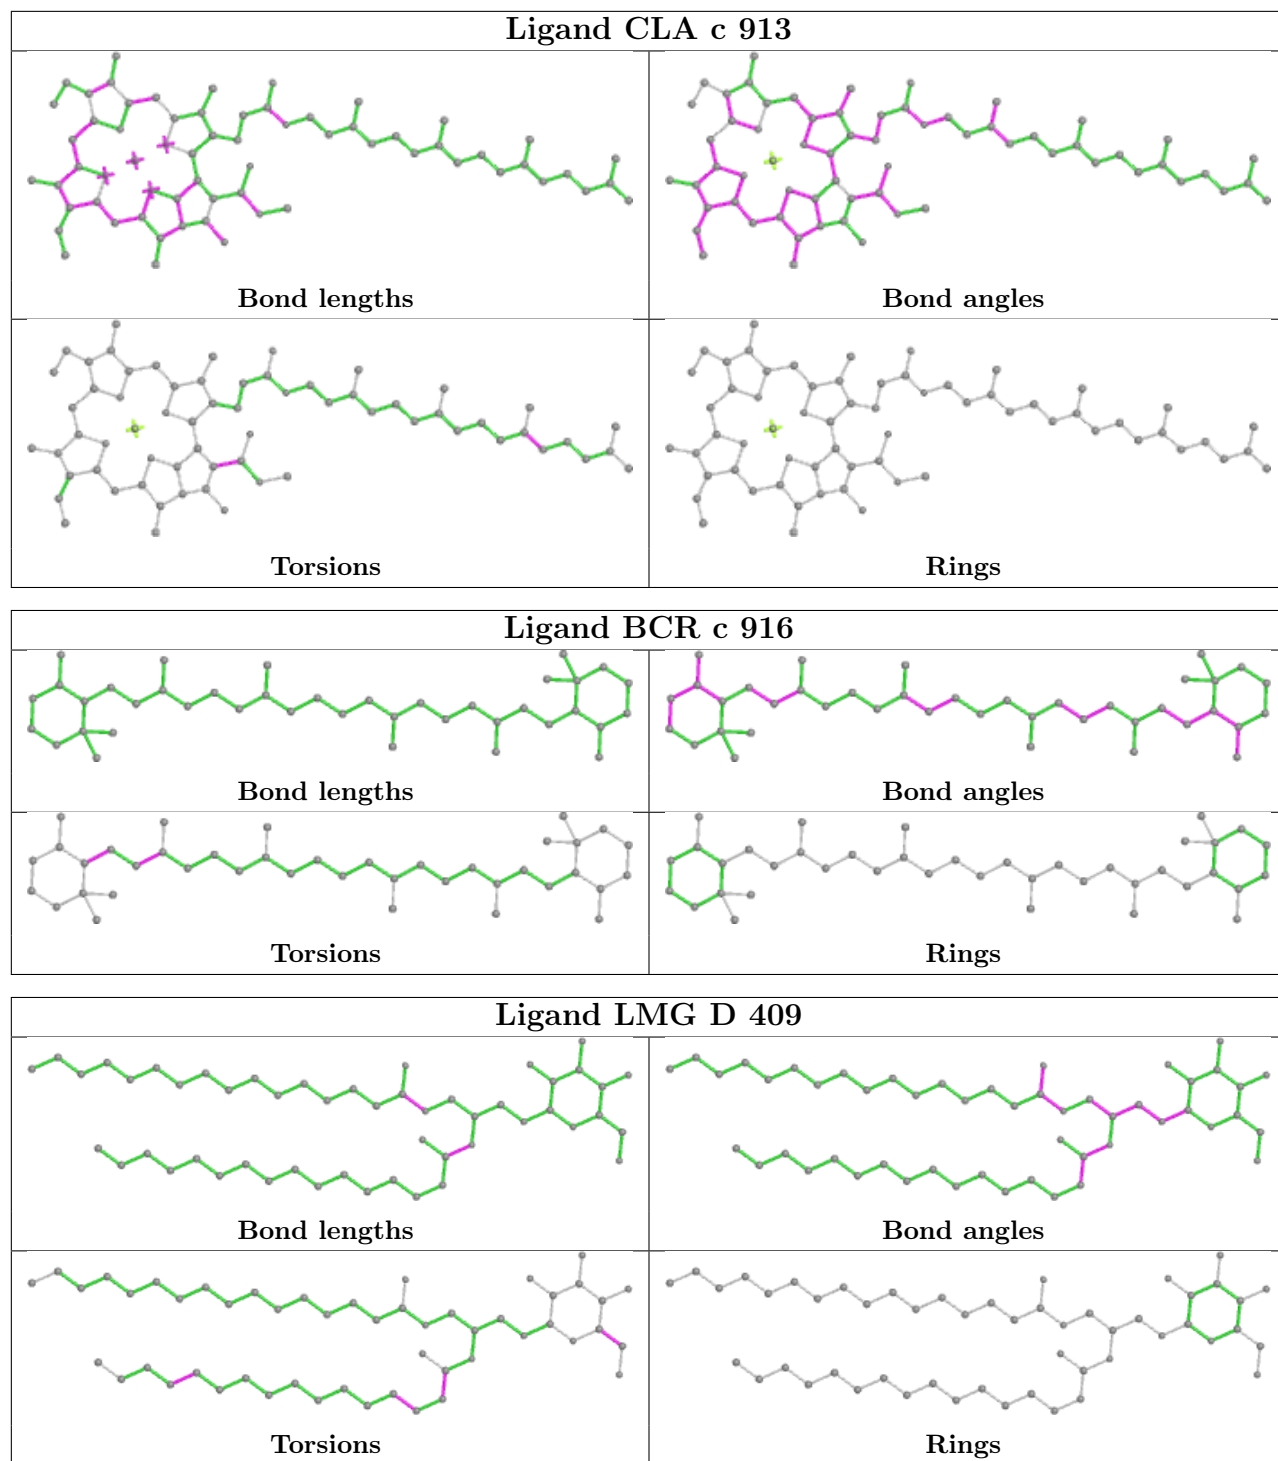 Ligand CLA c 913
Bond lengths
Bond angles
Torsions
Rings
Ligand BCR c 916
Bond lengths
Bond angles
Torsions
Rings
Ligand LMG D 409
Bond lengths
Bond angles
Torsions
Rings